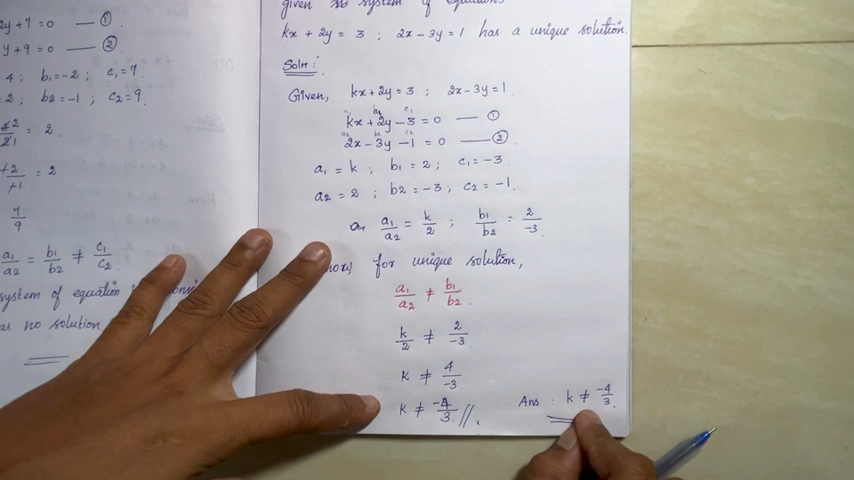 2y + 7 = 0 —— ①
y + 9 = 0 —— ②
4 ; b₁ = -2 ; c₁ = 7.
2 ; b2 = -1 ; c2 = 9.
= 2.
= 2
7/9
a₁/a2 = b₁/b2 ≠ c₁/c2.
system of equation
as no solution
given system of equations
kx + 2y = 3 ; 2x - 3y = 1 has a unique solution.
Soln :
Given, kx + 2y = 3 ; 2x - 3y = 1.
kx + 2y - 3 = 0 —— ①
2x - 3y - 1 = 0 —— ②
a₁ = k ; b₁ = 2 ; c₁ = -3.
a2 = 2 ; b2 = -3 ; c2 = -1.
a₁/a2 = k/2 ; b₁/b2 = 2/-3.
for unique solution,
a₁/a2 ≠ b₁/b2.
k/2 ≠ 2/-3.
k ≠ 4/-3.
k ≠ -4/3 //.
Ans : k ≠ -4/3.